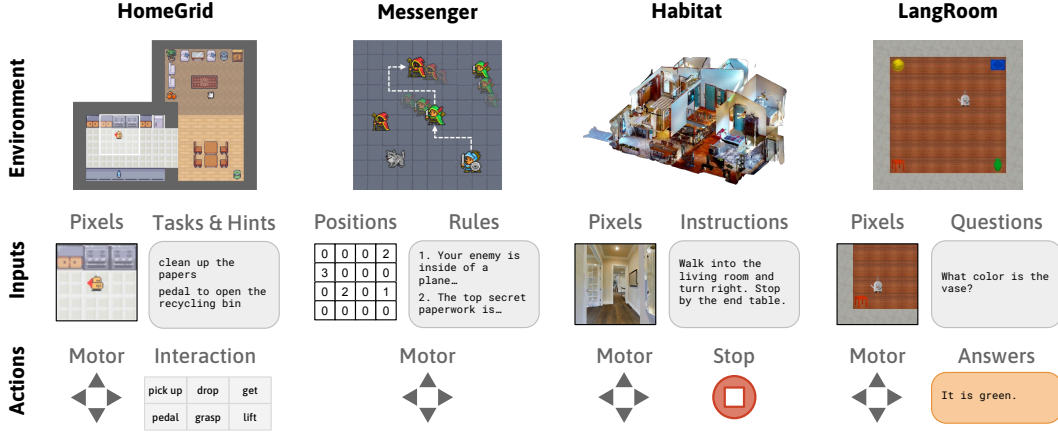 HomeGrid Messenger Habitat LangRoom
Environment
Inputs
Pixels Tasks & Hints Positions Rules Pixels Instructions Pixels Questions
clean up the
papers
pedal to open the
recycling bin
0 0 0 2
3 0 0 0
0 2 0 1
0 0 0 0
1. Your enemy is
inside of a
plane…
2. The top secret
paperwork is…
Walk into the
living room and
turn right. Stop
by the end table.
What color is the
vase?
Actions
Motor Interaction Motor Motor Stop Motor Answers
pick up drop get
pedal grasp lift
It is green.